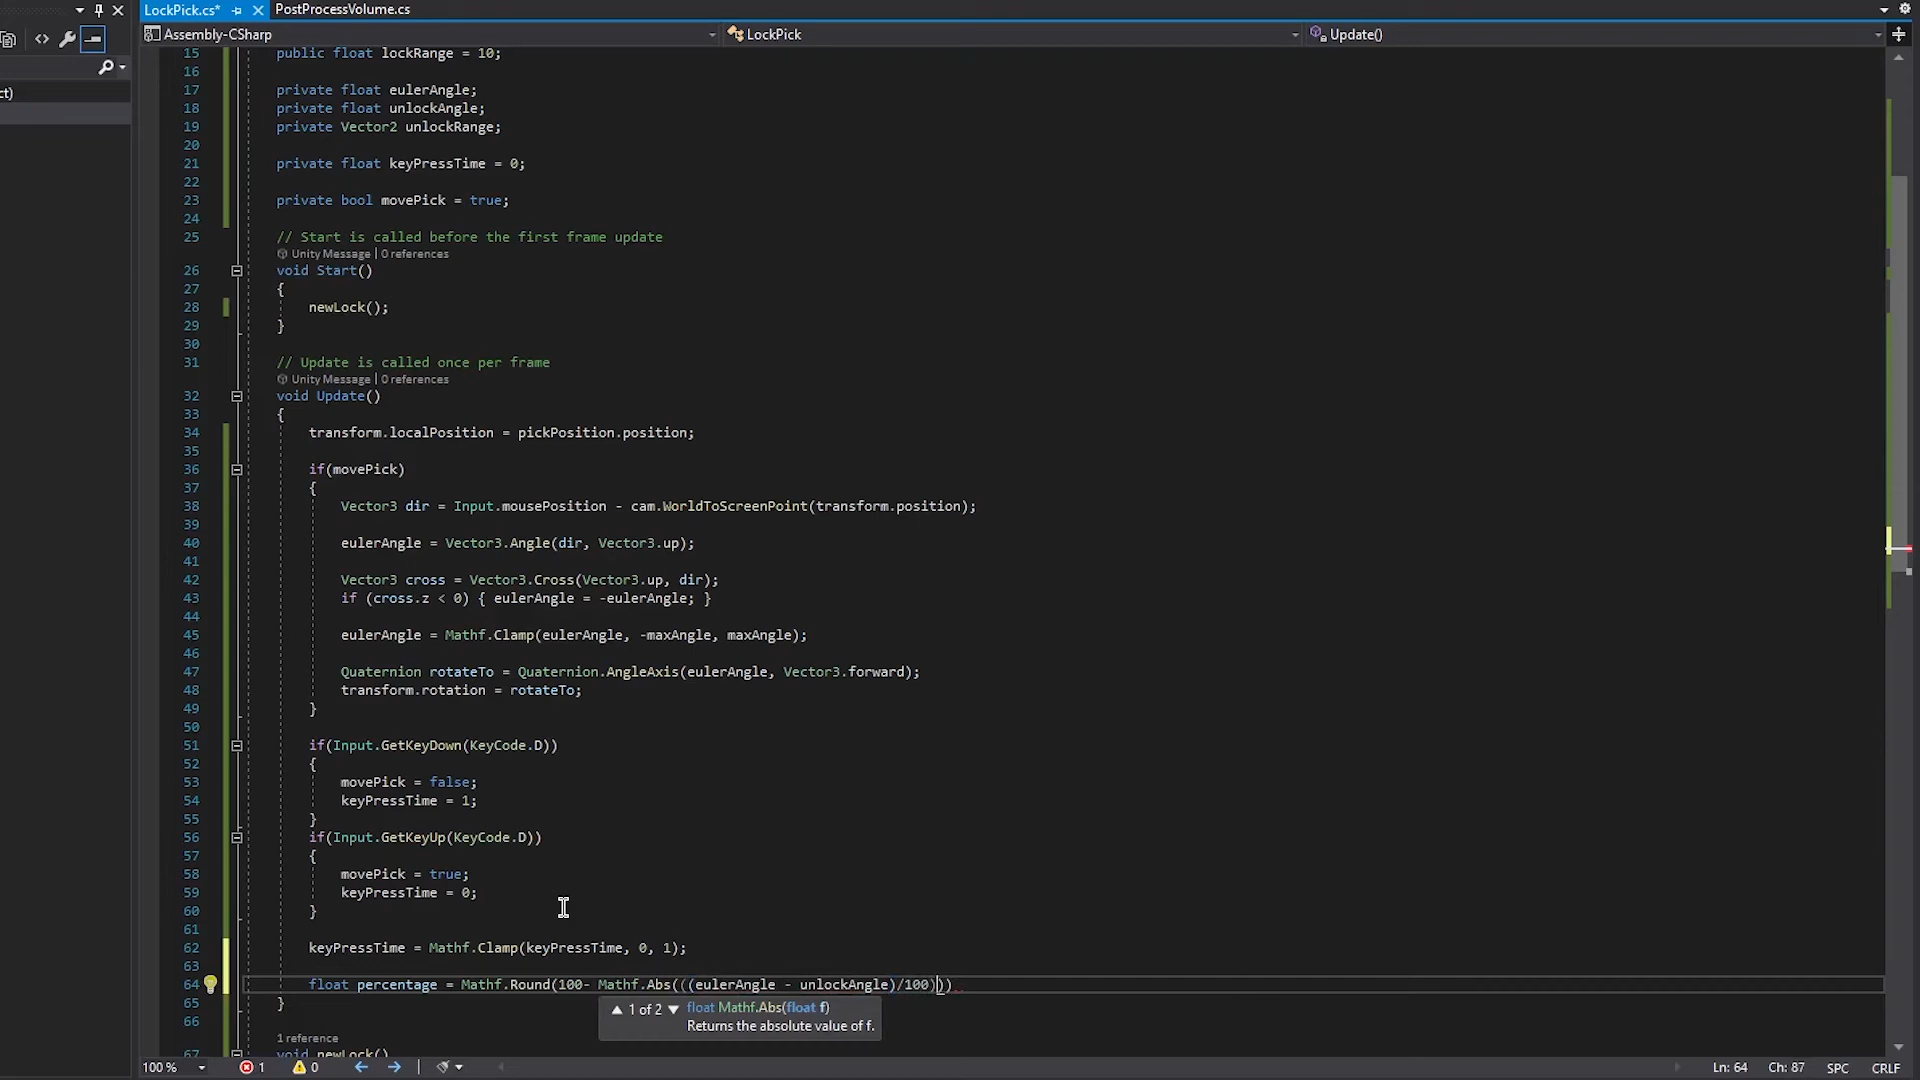 LockPick.cs*
PostProcessVolume.cs
Assembly-CSharp
LockPick
Update()
ct)
15 public float lockRange = 10;
16
17 private float eulerAngle;
18 private float unlockAngle;
19 private Vector2 unlockRange;
20
21 private float keyPressTime = 0;
22
23 private bool movePick = true;
24
25 // Start is called before the first frame update
Unity Message | 0 references
26 void Start()
27 {
28 newLock();
29 }
30
31 // Update is called once per frame
Unity Message | 0 references
32 void Update()
33 {
34 transform.localPosition = pickPosition.position;
35
36 if(movePick)
37 {
38 Vector3 dir = Input.mousePosition - cam.WorldToScreenPoint(transform.position);
39
40 eulerAngle = Vector3.Angle(dir, Vector3.up);
41
42 Vector3 cross = Vector3.Cross(Vector3.up, dir);
43 if (cross.z < 0) { eulerAngle = -eulerAngle; }
44
45 eulerAngle = Mathf.Clamp(eulerAngle, -maxAngle, maxAngle);
46
47 Quaternion rotateTo = Quaternion.AngleAxis(eulerAngle, Vector3.forward);
48 transform.rotation = rotateTo;
49 }
50
51 if(Input.GetKeyDown(KeyCode.D))
52 {
53 movePick = false;
54 keyPressTime = 1;
55 }
56 if(Input.GetKeyUp(KeyCode.D))
57 {
58 movePick = true;
59 keyPressTime = 0;
60 }
61
62 keyPressTime = Mathf.Clamp(keyPressTime, 0, 1);
63
64 float percentage = Mathf.Round(100- Mathf.Abs(((eulerAngle - unlockAngle)/100)))
65 }
1 of 2 float Mathf.Abs(float f)
Returns the absolute value of f.
66
1 reference
67 void newLock()
100 %
1
0
Ln: 64 Ch: 87 SPC CRLF